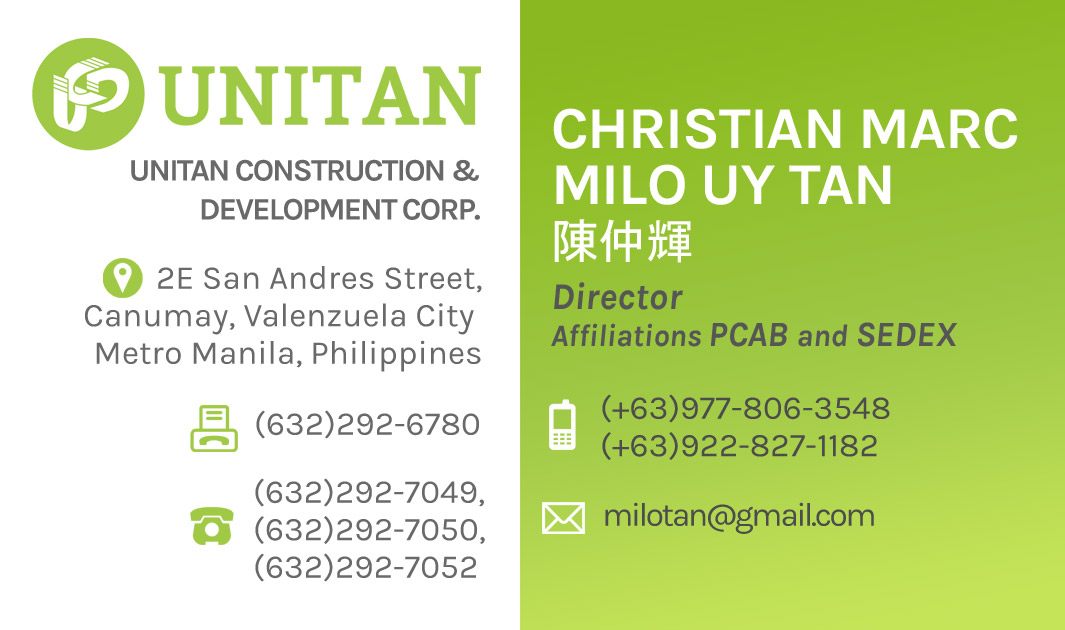 UNITAN
UNITAN CONSTRUCTION &
DEVELOPMENT CORP.
2E San Andres Street,
Canumay, Valenzuela City
Metro Manila, Philippines
(632)292-6780
(632)292-7049,
(632)292-7050,
(632)292-7052
CHRISTIAN MARC
MILO UY TAN
陳仲輝
Director
Affiliations PCAB and SEDEX
(+63)977-806-3548
(+63)922-827-1182
milotan@gmail.com